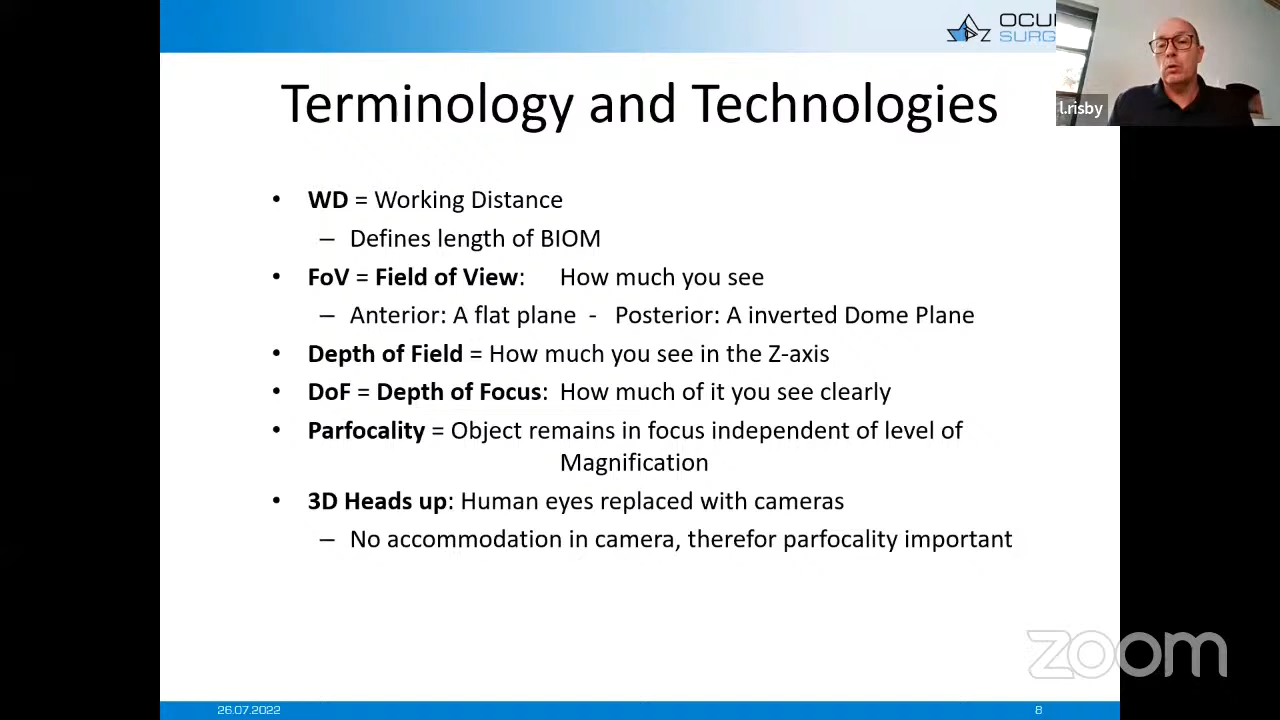 OCU
SURG
l.risby
Terminology and Technologies
• WD = Working Distance
– Defines length of BIOM
• FoV = Field of View: How much you see
– Anterior: A flat plane - Posterior: A inverted Dome Plane
• Depth of Field = How much you see in the Z-axis
• DoF = Depth of Focus: How much of it you see clearly
• Parfocality = Object remains in focus independent of level of
Magnification
• 3D Heads up: Human eyes replaced with cameras
– No accommodation in camera, therefor parfocality important
zoom
26.07.2022
8